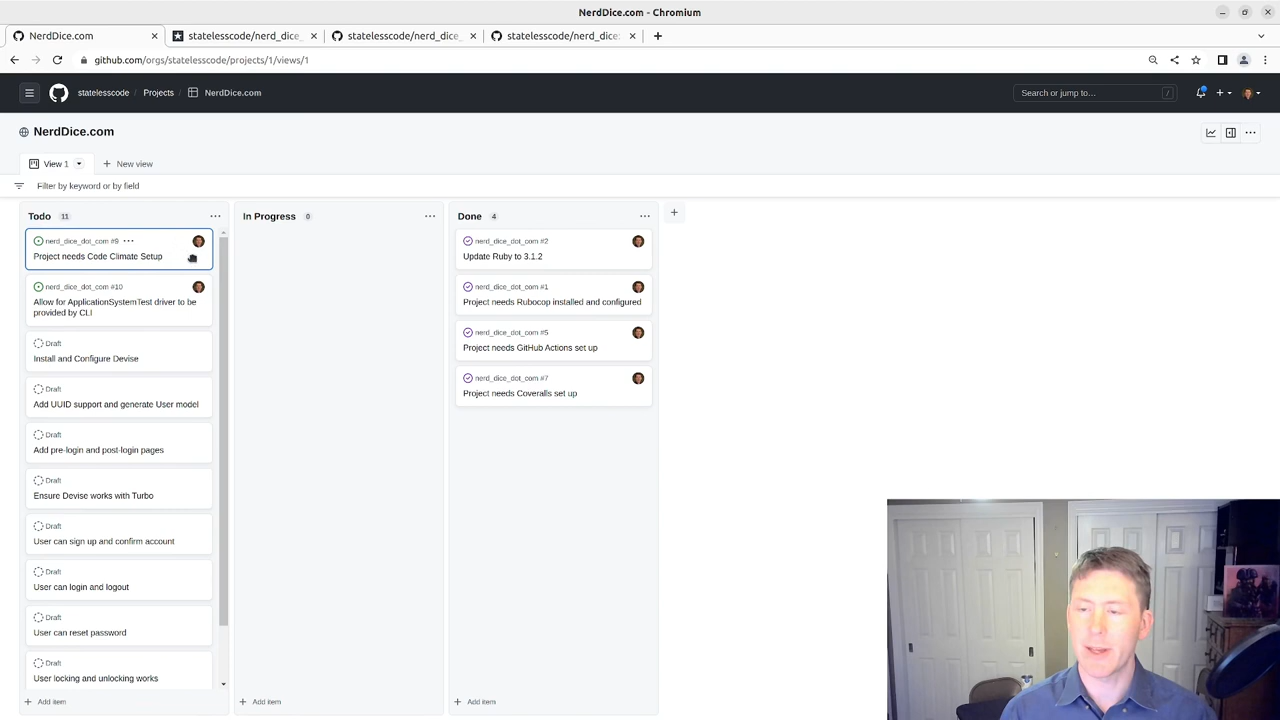 NerdDice.com - Chromium
NerdDice.com
statelesscode/nerd_dice_
statelesscode/nerd_dice_
statelesscode/nerd_dice:
github.com/orgs/statelesscode/projects/1/views/1
statelesscode
Projects
NerdDice.com
Search or jump to…
/
NerdDice.com
View 1
New view
Filter by keyword or by field
Todo 11
nerd_dice_dot_com #9
Project needs Code Climate Setup
nerd_dice_dot_com #10
Allow for ApplicationSystemTest driver to be
provided by CLI
Draft
Install and Configure Devise
Draft
Add UUID support and generate User model
Draft
Add pre-login and post-login pages
Draft
Ensure Devise works with Turbo
Draft
User can sign up and confirm account
Draft
User can login and logout
Draft
User can reset password
Draft
User locking and unlocking works
Add item
In Progress 0
Add item
Done 4
nerd_dice_dot_com #2
Update Ruby to 3.1.2
nerd_dice_dot_com #1
Project needs Rubocop installed and configured
nerd_dice_dot_com #5
Project needs GitHub Actions set up
nerd_dice_dot_com #7
Project needs Coveralls set up
Add item